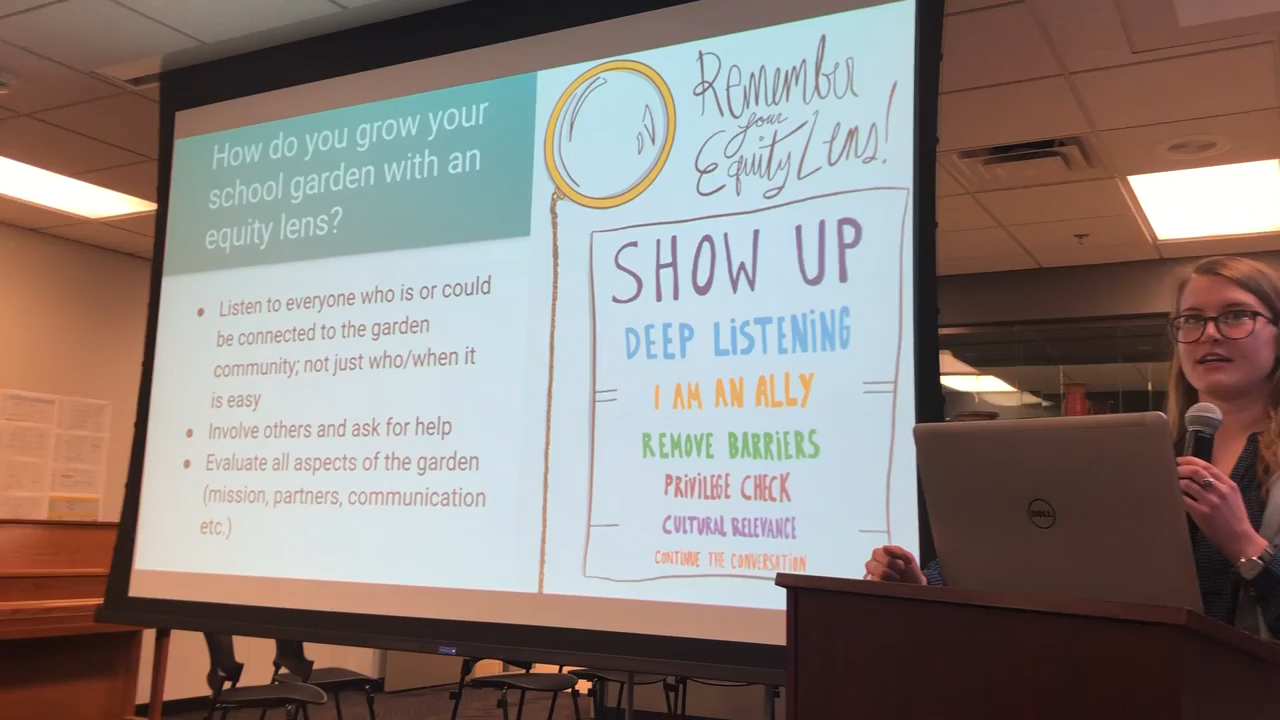 How do you grow your
school garden with an
equity lens?
Listen to everyone who is or could
be connected to the garden
community; not just who/when it
is easy
Involve others and ask for help
Evaluate all aspects of the garden
(mission, partners, communication
etc.)
Remember
your
Equity Lens!
SHOW UP
DEEP LiSTENiNG
I AM AN ALLY
REMOVE BARRiERS
PRiVILEGE CHECK
CULTURAL RELEVANCE
CONTINUE THE CONVERSATION
DELL